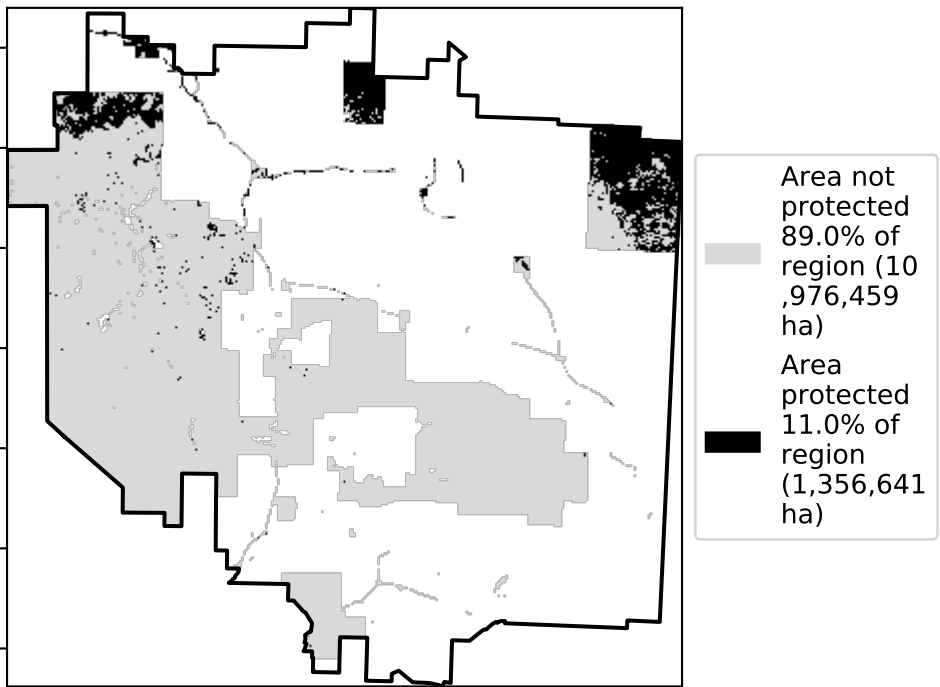 Area not
protected
89.0% of
region (10
,976,459
ha)
Area
protected
11.0% of
region
(1,356,641
ha)